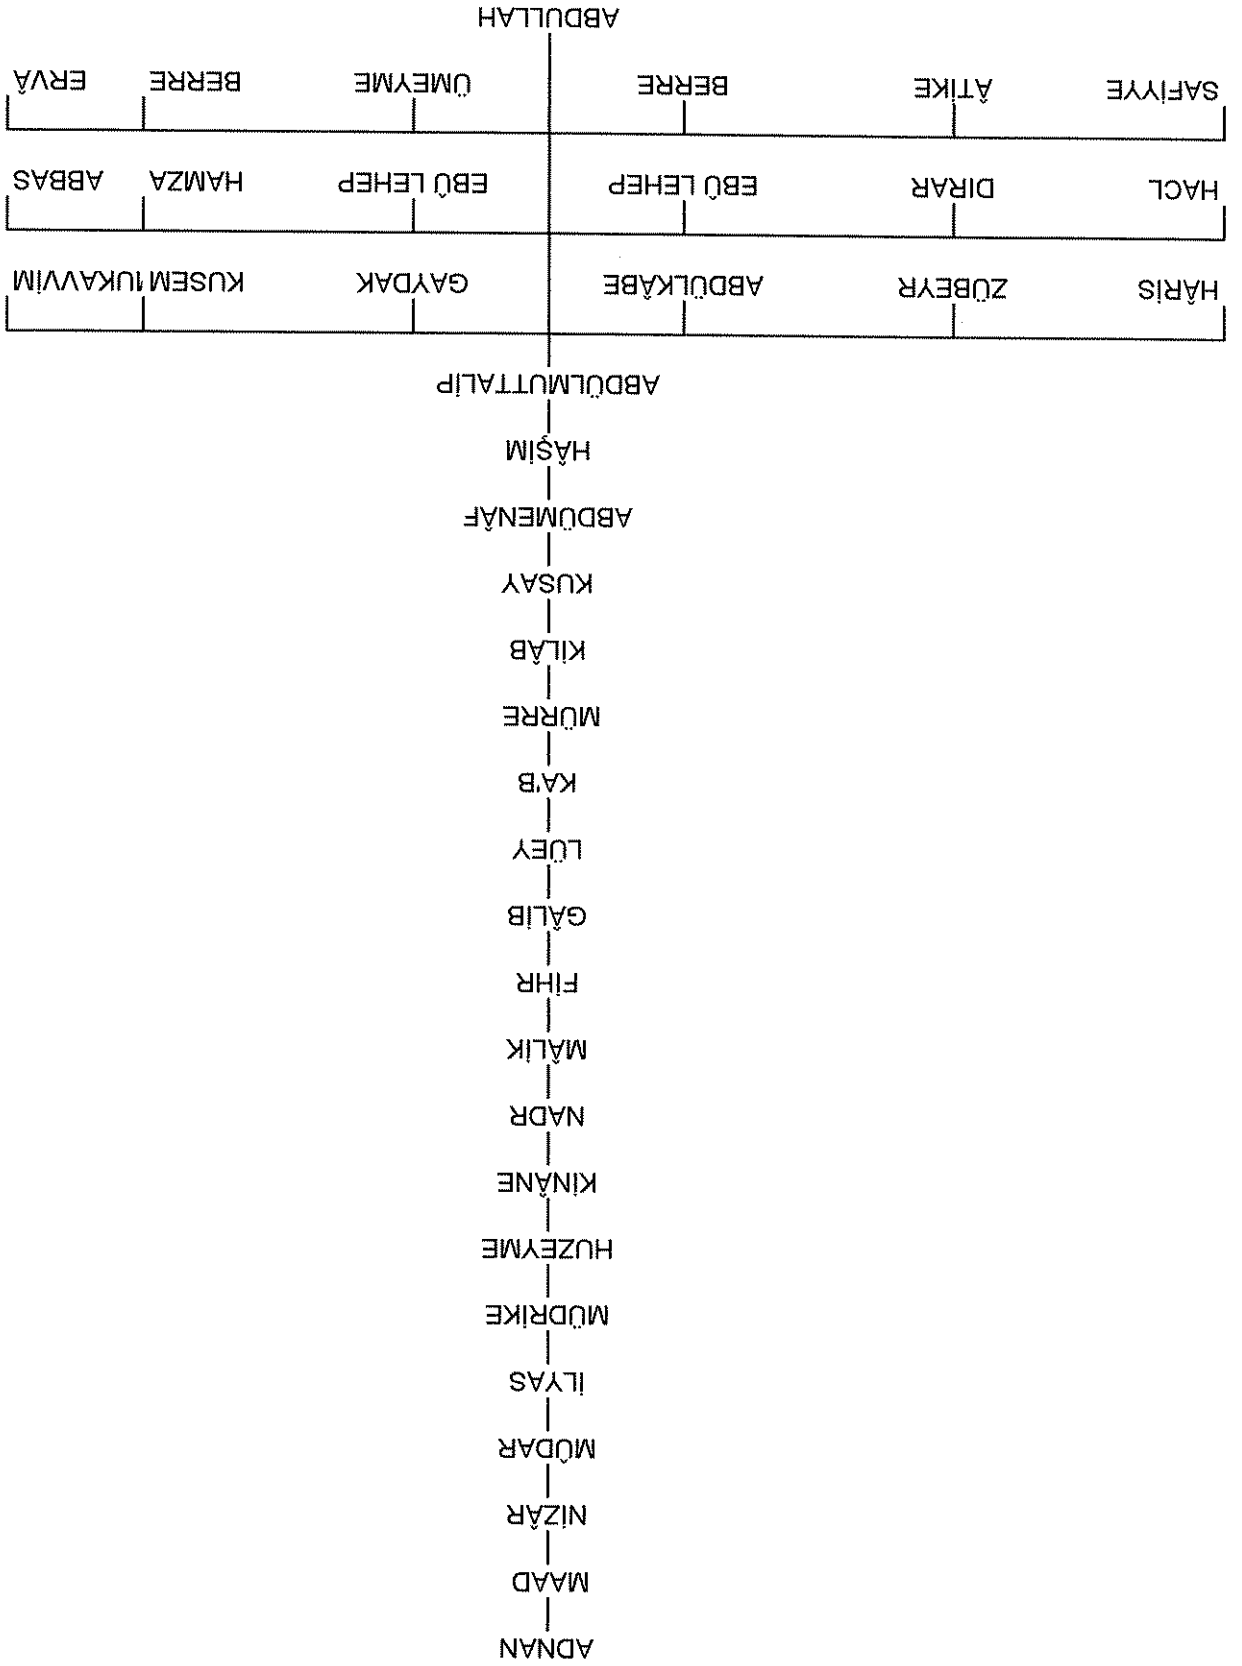 ADNAN
MAAD
NİZÂR
MÛDAR
İLYAS
MÜDRİKE
HUZEYME
KİNÂNE
NADR
MÂLİK
FİHR
GÂLİB
LÜEY
KA'B
MÜRRE
KİLÂB
KUSAY
ABDÜMENÂF
HÂŞİM
ABDÜLMUTTALİP
HÂRİS ZÜBEYR ABDÜLKÂBE GAYDAK KUSEM MUKAVVİM
HACL DIRAR EBÛ LEHEP EBÛ LEHEP HAMZA ABBAS
SAFİYYE ÂTİKE BERRE ÜMEYME BERRE ERVÂ
ABDULLAH